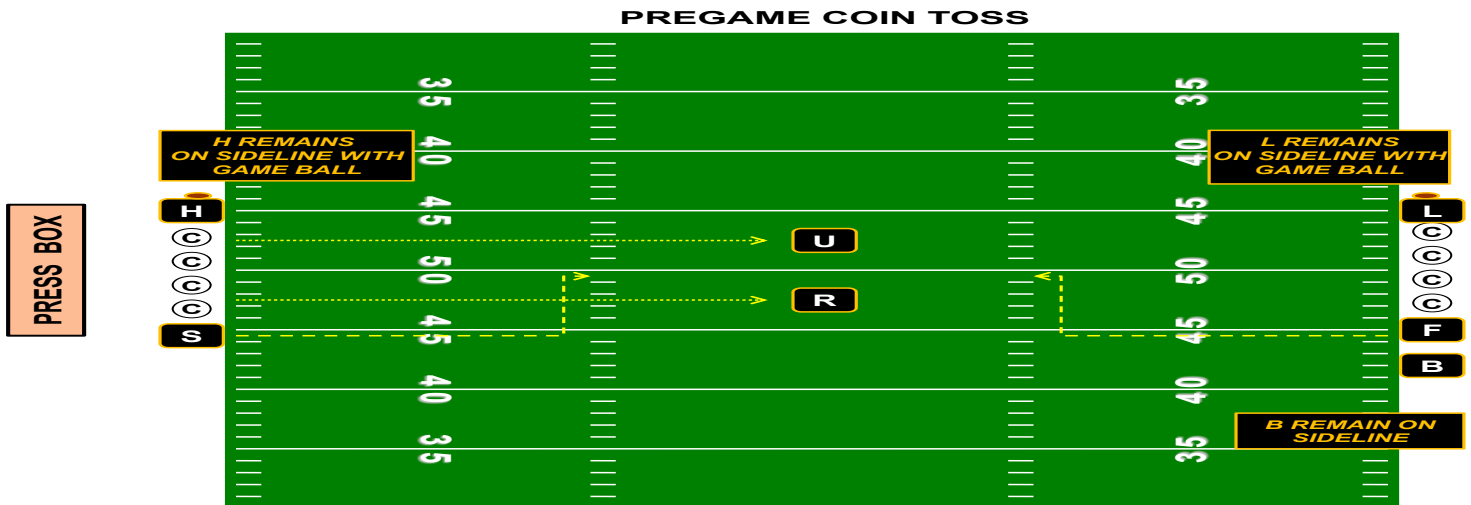 PREGAME COIN TOSS
35 35
40 40
H REMAINS
ON SIDELINE WITH
GAME BALL
L REMAINS
ON SIDELINE WITH
GAME BALL
45 45
H L
C C
U
C C
50 50
C C
R
C C
PRESS BOX
S F
45 45
B
40 40
B REMAIN ON
SIDELINE
35 35